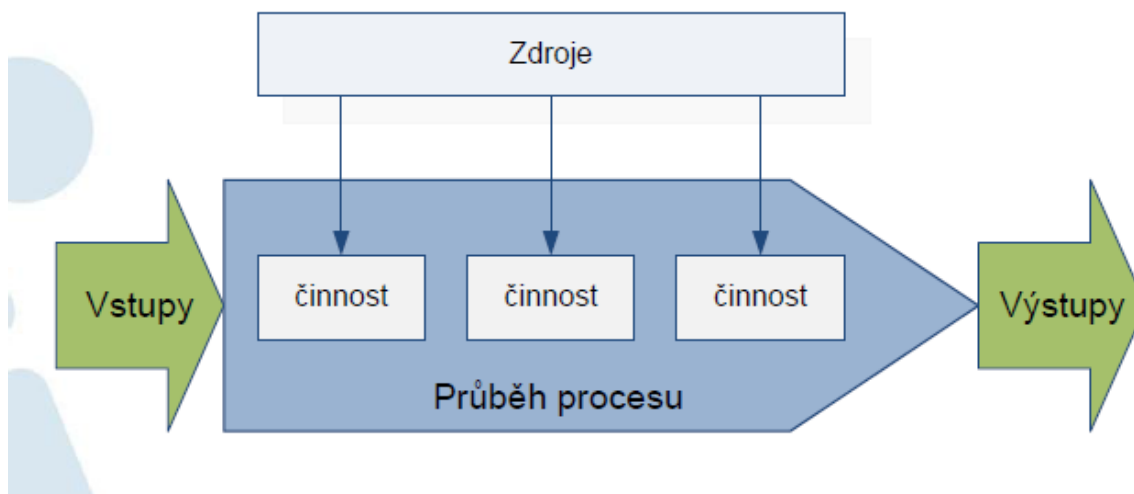 Zdroje
Vstupy
činnost
činnost
činnost
Výstupy
Průběh procesu